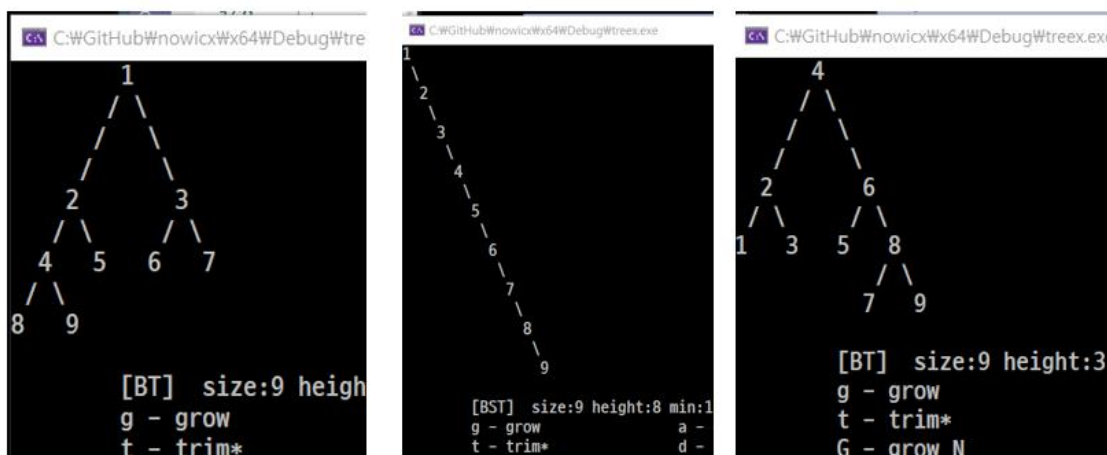 C:₩GitHub₩nowicx₩x64₩Debug₩tre
1
2 3
4 5 6 7
8 9
[BT] size:9 heigh
g - grow
t - trim*
C:₩GitHub₩nowicx₩x64₩Debug₩treex.exe
1
2
3
4
5
6
7
8
9
[BST] size:9 height:8 min:1
g - grow a -
t - trim* d -
C:₩GitHub₩nowicx₩x64₩Debug₩treex.exe
4
2 6
1 3 5 8
7 9
[BT] size:9 height:3
g - grow
t - trim*
G - grow N